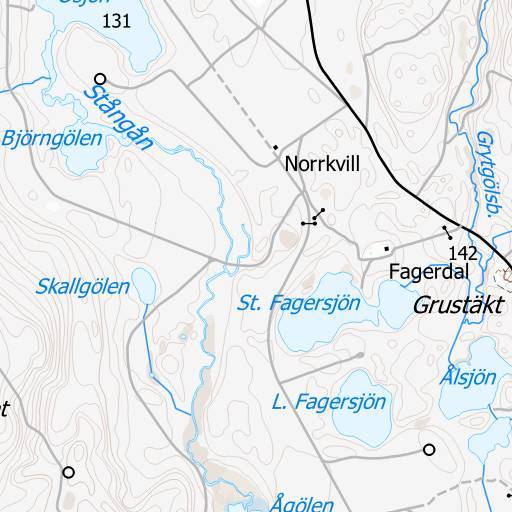 131
Stångån
Björngölen
Grytgölsb.
Norrkvill
142
Fagerdal
Skallgölen
St. Fagersjön
Grustäkt
Ålsjön
L. Fagersjön
Ågölen